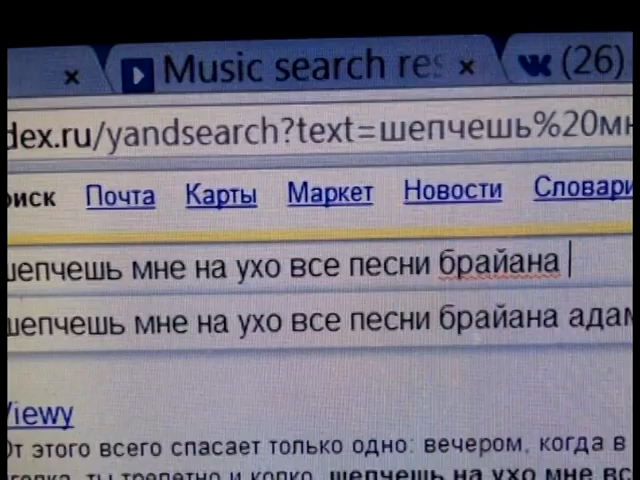 Music search res
(26)
dex.ru/yandsearch?text=шепчешь%20мн
оиск Почта Карты Маркет Новости Словари
шепчешь мне на ухо все песни брайана
шепчешь мне на ухо все песни брайана адам
Viewy
От этого всего спасает только одно: вечером, когда в
ты трепетно и колко, шепчешь на ухо мне вс